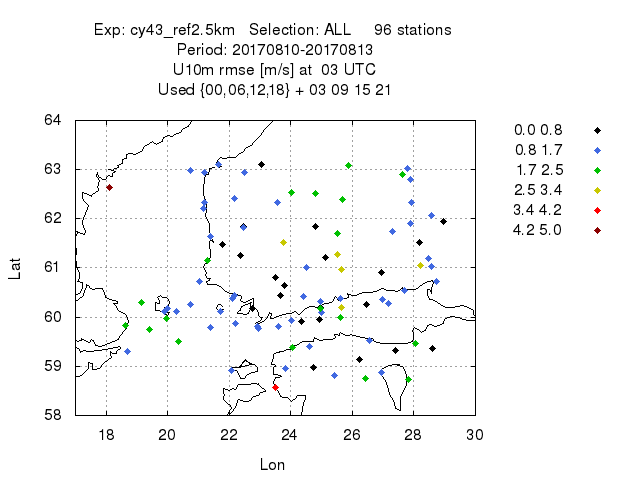 Exp: cy43_ref2.5km   Selection: ALL     96 stations
Period: 20170810-20170813
U10m rmse [m/s] at  03 UTC
Used {00,06,12,18} + 03 09 15 21
64
63
62
61
60
59
58
Lat
18 20 22 24 26 28 30
Lon
0.0 0.8
0.8 1.7
1.7 2.5
2.5 3.4
3.4 4.2
4.2 5.0